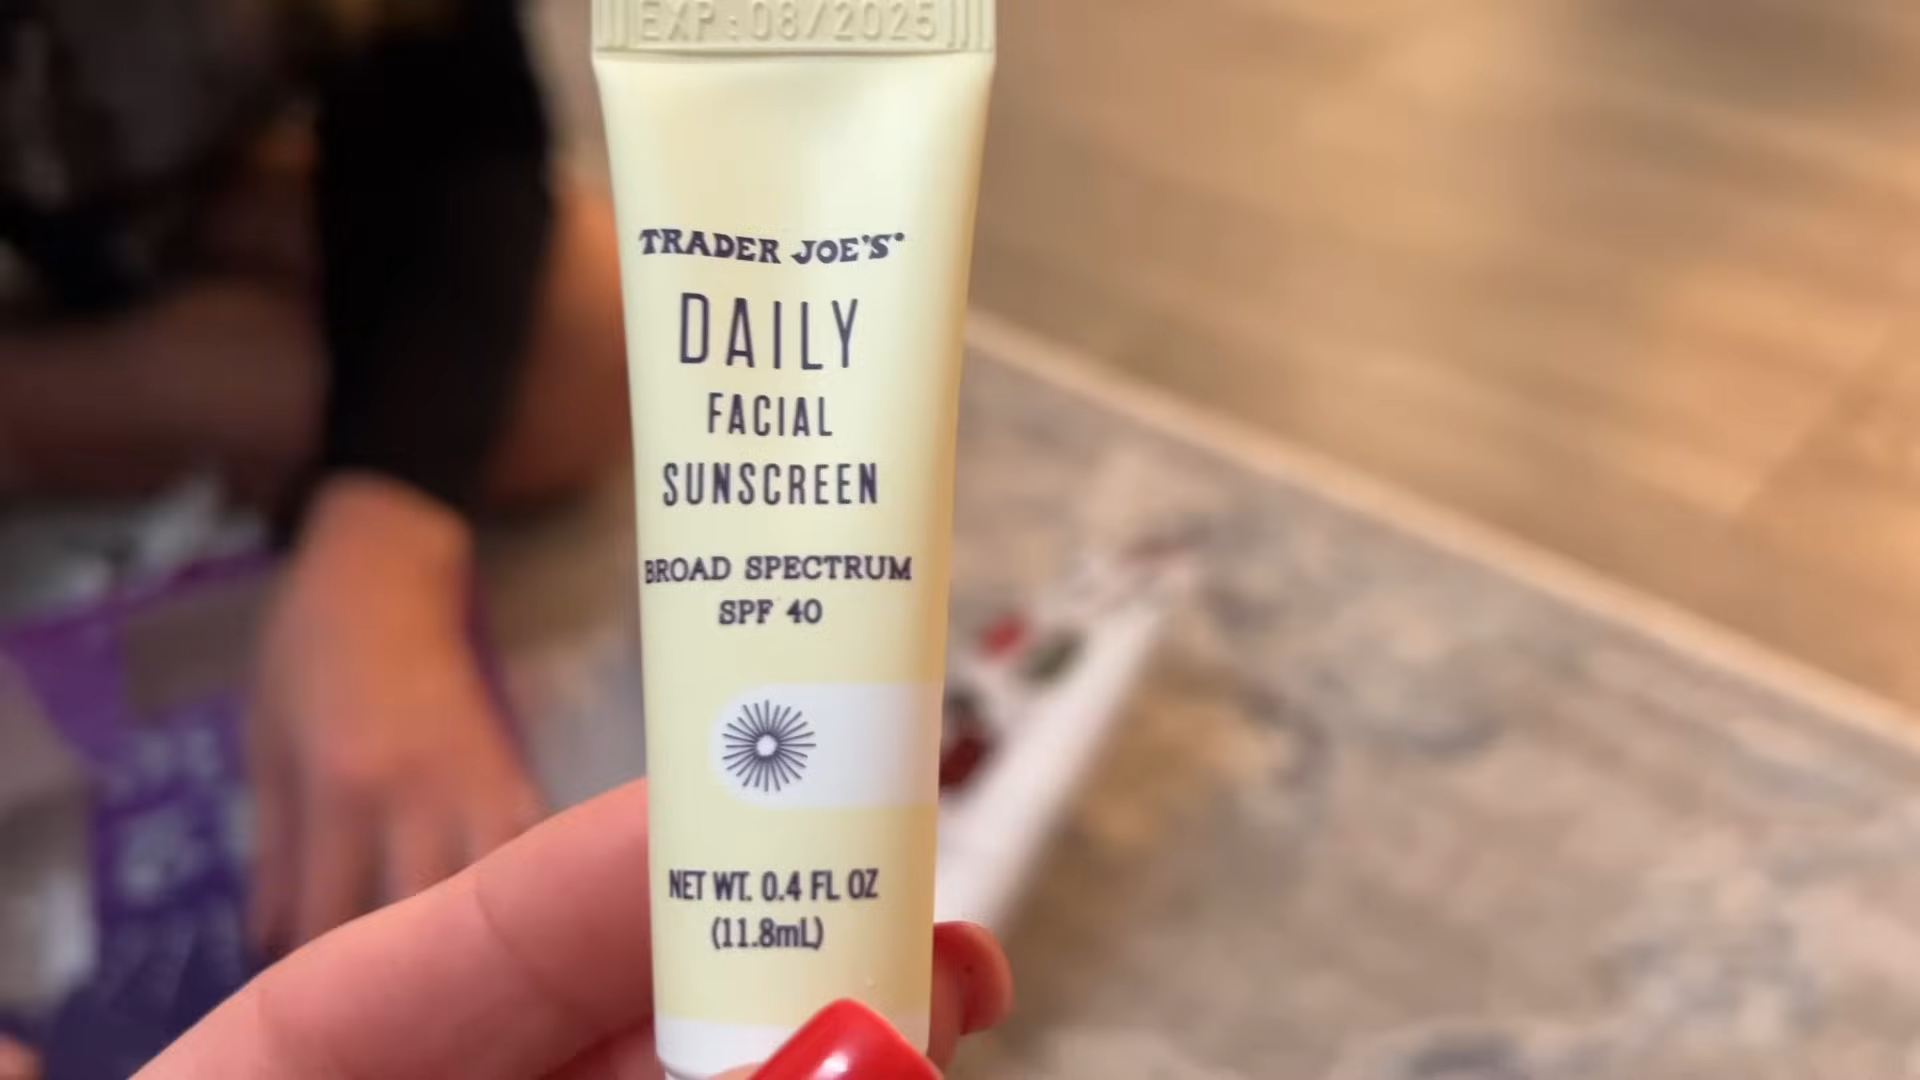 EXP:08/2025
TRADER JOE'S
DAILY
FACIAL
SUNSCREEN
BROAD SPECTRUM
SPF 40
NET WT. 0.4 FL OZ
(11.8mL)